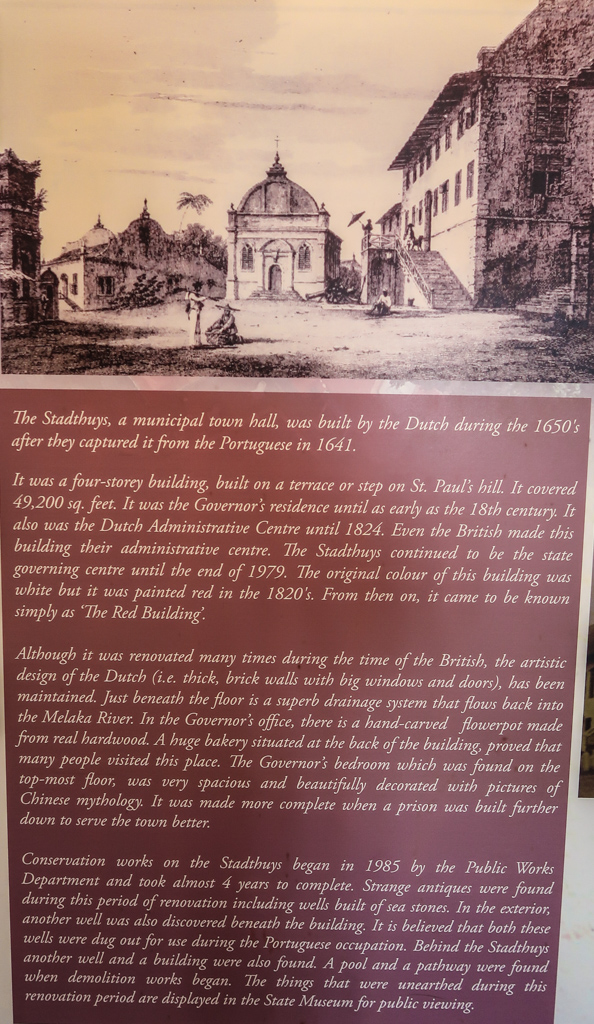 The Stadthuys, a municipal town hall, was built by the Dutch during the 1650's
after they captured it from the Portuguese in 1641.
It was a four-storey building, built on a terrace or step on St. Paul's hill. It covered
49,200 sq. feet. It was the Governor's residence until as early as the 18th century. It
also was the Dutch Administrative Centre until 1824. Even the British made this
building their administrative centre. The Stadthuys continued to be the state
governing centre until the end of 1979. The original colour of this building was
white but it was painted red in the 1820's. From then on, it came to be known
simply as 'The Red Building'.
Although it was renovated many times during the time of the British, the artistic
design of the Dutch (i.e. thick, brick walls with big windows and doors), has been
maintained. Just beneath the floor is a superb drainage system that flows back into
the Melaka River. In the Governor's office, there is a hand-carved flowerpot made
from real hardwood. A huge bakery situated at the back of the building, proved that
many people visited this place. The Governor's bedroom which was found on the
top-most floor, was very spacious and beautifully decorated with pictures of
Chinese mythology. It was made more complete when a prison was built further
down to serve the town better.
Conservation works on the Stadthuys began in 1985 by the Public Works
Department and took almost 4 years to complete. Strange antiques were found
during this period of renovation including wells built of sea stones. In the exterior,
another well was also discovered beneath the building. It is believed that both these
wells were dug out for use during the Portuguese occupation. Behind the Stadthuys
another well and a building were also found. A pool and a pathway were found
when demolition works began. The things that were unearthed during this
renovation period are displayed in the State Museum for public viewing.